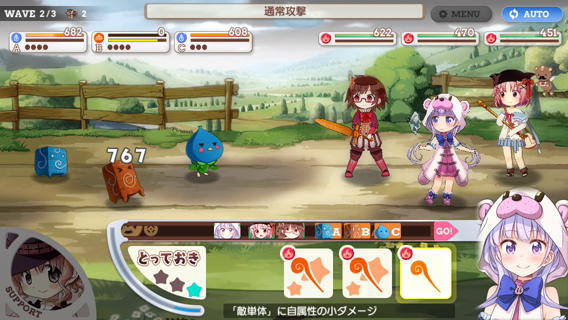 WAVE 2/3
2
通常攻撃
MENU
AUTO
682
A
0
B
608
C
622
470
451
767
A
B
C
GO!
とっておき
SUPPORT
「敵単体」に自属性の小ダメージ